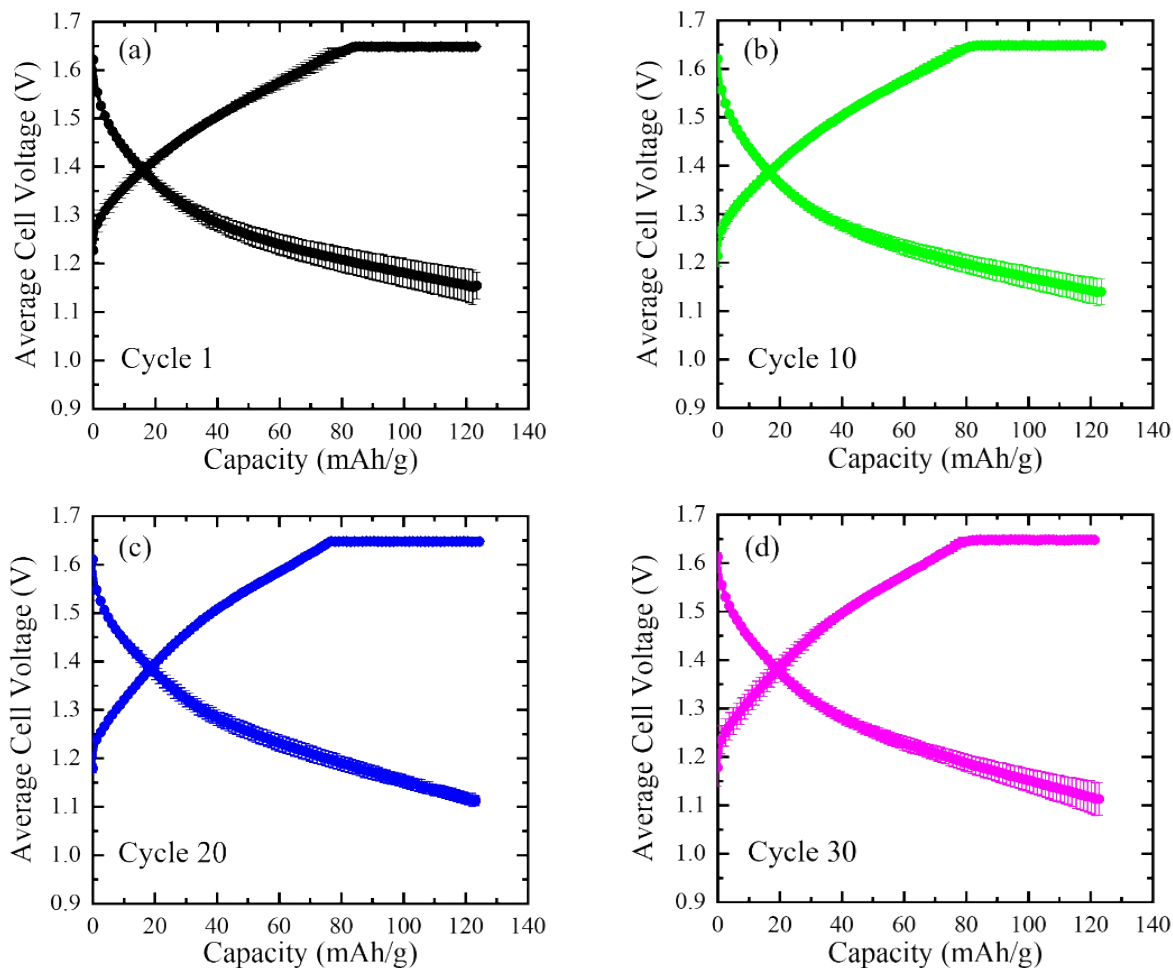 (a)
Average Cell Voltage (V)
1.7
1.6
1.5
1.4
1.3
1.2
1.1
1.0
0.9
Cycle 1
0 20 40 60 80 100 120 140
Capacity (mAh/g)
(b)
Average Cell Voltage (V)
1.7
1.6
1.5
1.4
1.3
1.2
1.1
1.0
0.9
Cycle 10
0 20 40 60 80 100 120 140
Capacity (mAh/g)
(c)
Average Cell Voltage (V)
1.7
1.6
1.5
1.4
1.3
1.2
1.1
1.0
0.9
Cycle 20
0 20 40 60 80 100 120 140
Capacity (mAh/g)
(d)
Average Cell Voltage (V)
1.7
1.6
1.5
1.4
1.3
1.2
1.1
1.0
0.9
Cycle 30
0 20 40 60 80 100 120 140
Capacity (mAh/g)